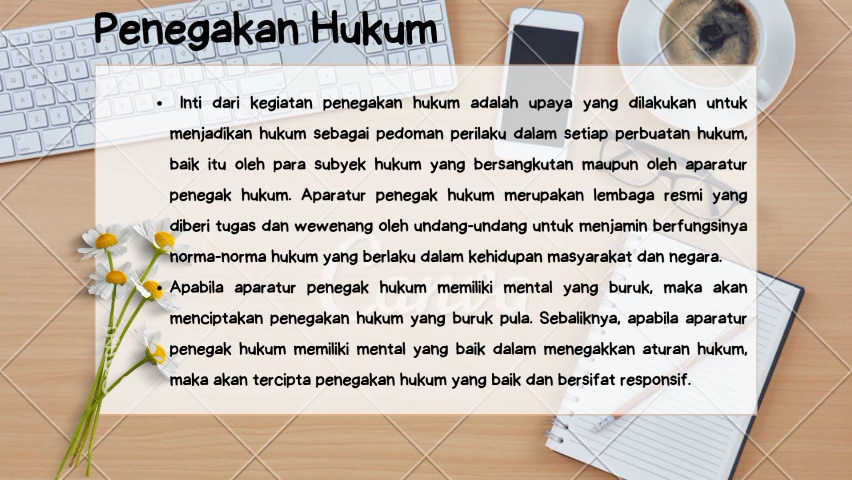 Penegakan Hukum
• Inti dari kegiatan penegakan hukum adalah upaya yang dilakukan untuk
menjadikan hukum sebagai pedoman perilaku dalam setiap perbuatan hukum,
baik itu oleh para subyek hukum yang bersangkutan maupun oleh aparatur
penegak hukum. Aparatur penegak hukum merupakan lembaga resmi yang
diberi tugas dan wewenang oleh undang-undang untuk menjamin berfungsinya
norma-norma hukum yang berlaku dalam kehidupan masyarakat dan negara.
• Apabila aparatur penegak hukum memiliki mental yang buruk, maka akan
menciptakan penegakan hukum yang buruk pula. Sebaliknya, apabila aparatur
penegak hukum memiliki mental yang baik dalam menegakkan aturan hukum,
maka akan tercipta penegakan hukum yang baik dan bersifat responsif.
Canva